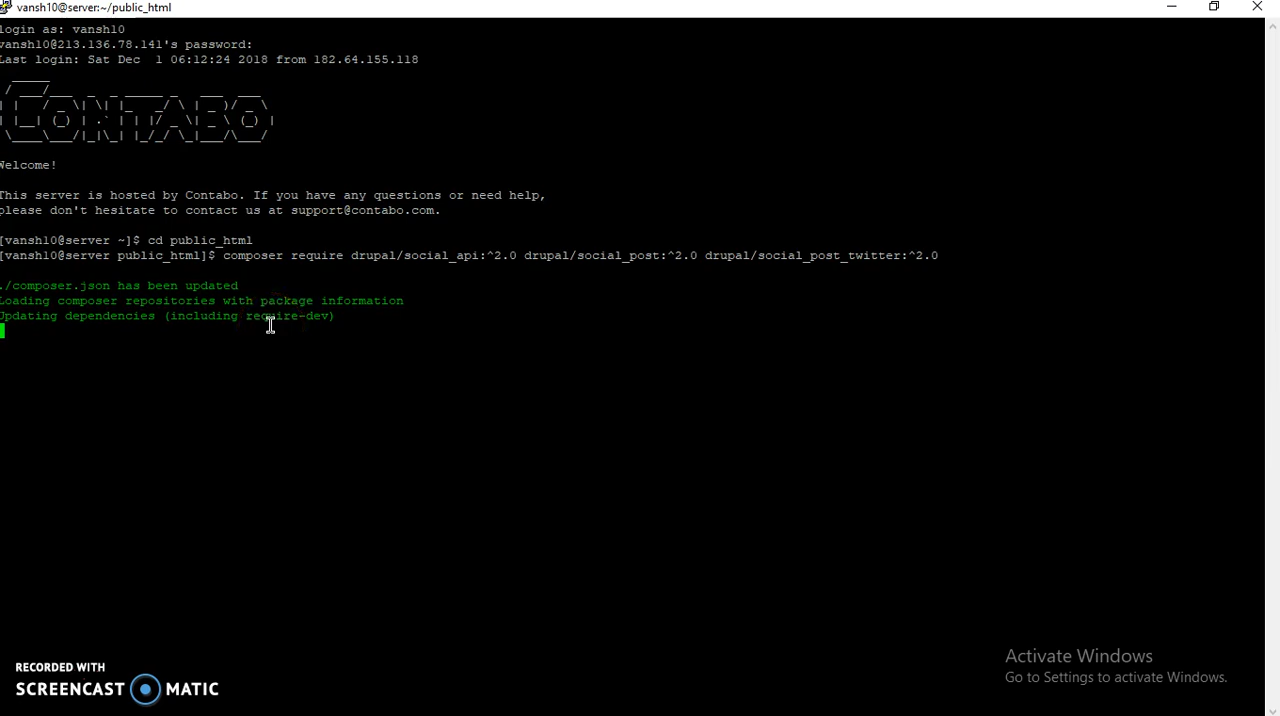 vansh10@server:~/public_html
login as: vansh10
vansh10@213.136.78.141's password:
Last login: Sat Dec  1 06:12:24 2018 from 182.64.155.118
CONTABO
Welcome!
This server is hosted by Contabo. If you have any questions or need help,
please don't hesitate to contact us at support@contabo.com.
[vansh10@server ~]$ cd public_html
[vansh10@server public_html]$ composer require drupal/social_api:^2.0 drupal/social_post:^2.0 drupal/social_post_twitter:^2.0
./composer.json has been updated
Loading composer repositories with package information
Updating dependencies (including require-dev)
RECORDED WITH
SCREENCAST MATIC
Activate Windows
Go to Settings to activate Windows.